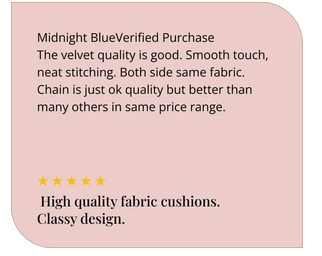 Midnight BlueVerified Purchase
The velvet quality is good. Smooth touch,
neat stitching. Both side same fabric.
Chain is just ok quality but better than
many others in same price range.
High quality fabric cushions.
Classy design.